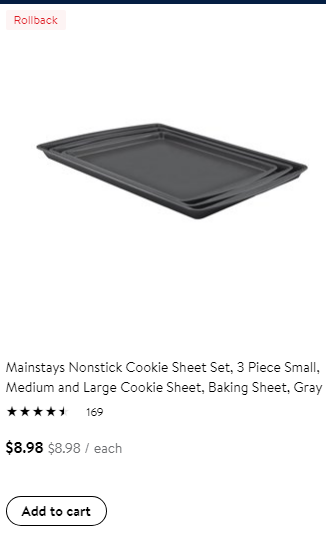 Rollback
Mainstays Nonstick Cookie Sheet Set, 3 Piece Small,
Medium and Large Cookie Sheet, Baking Sheet, Gray
169
$8.98 $8.98 / each
Add to cart